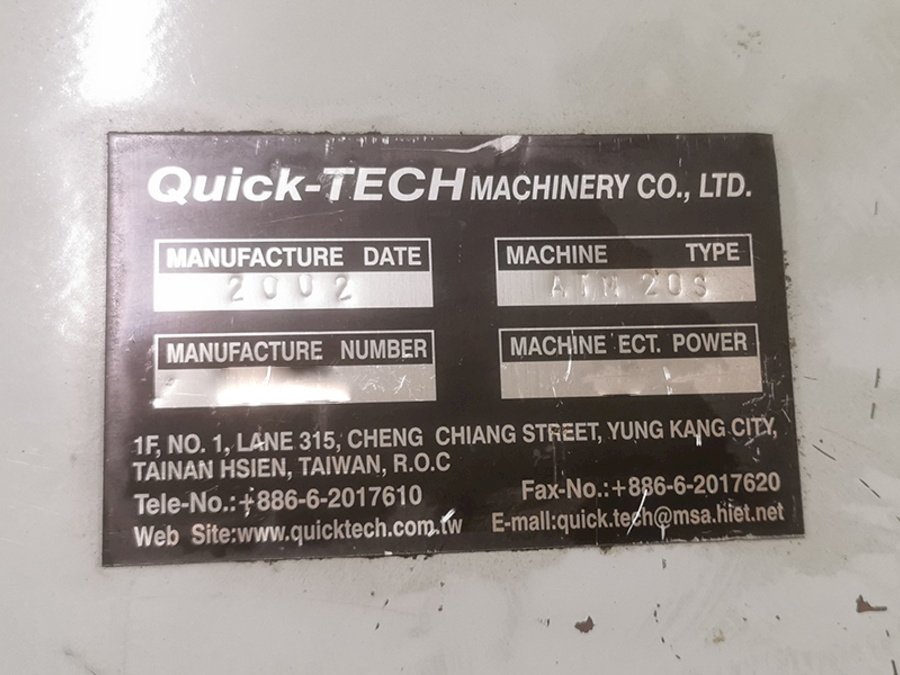 Quick-TECH MACHINERY CO., LTD.
MANUFACTURE DATE
2002
MACHINE TYPE
ATM 20S
MANUFACTURE NUMBER
MACHINE ECT. POWER
1F, NO. 1, LANE 315, CHENG CHIANG STREET, YUNG KANG CITY,
TAINAN HSIEN, TAIWAN, R.O.C
Tele-No.:+886-6-2017610
Fax-No.:+886-6-2017620
Web Site:www.quicktech.com.tw
E-mall:quick.tech@msa.hiet.net